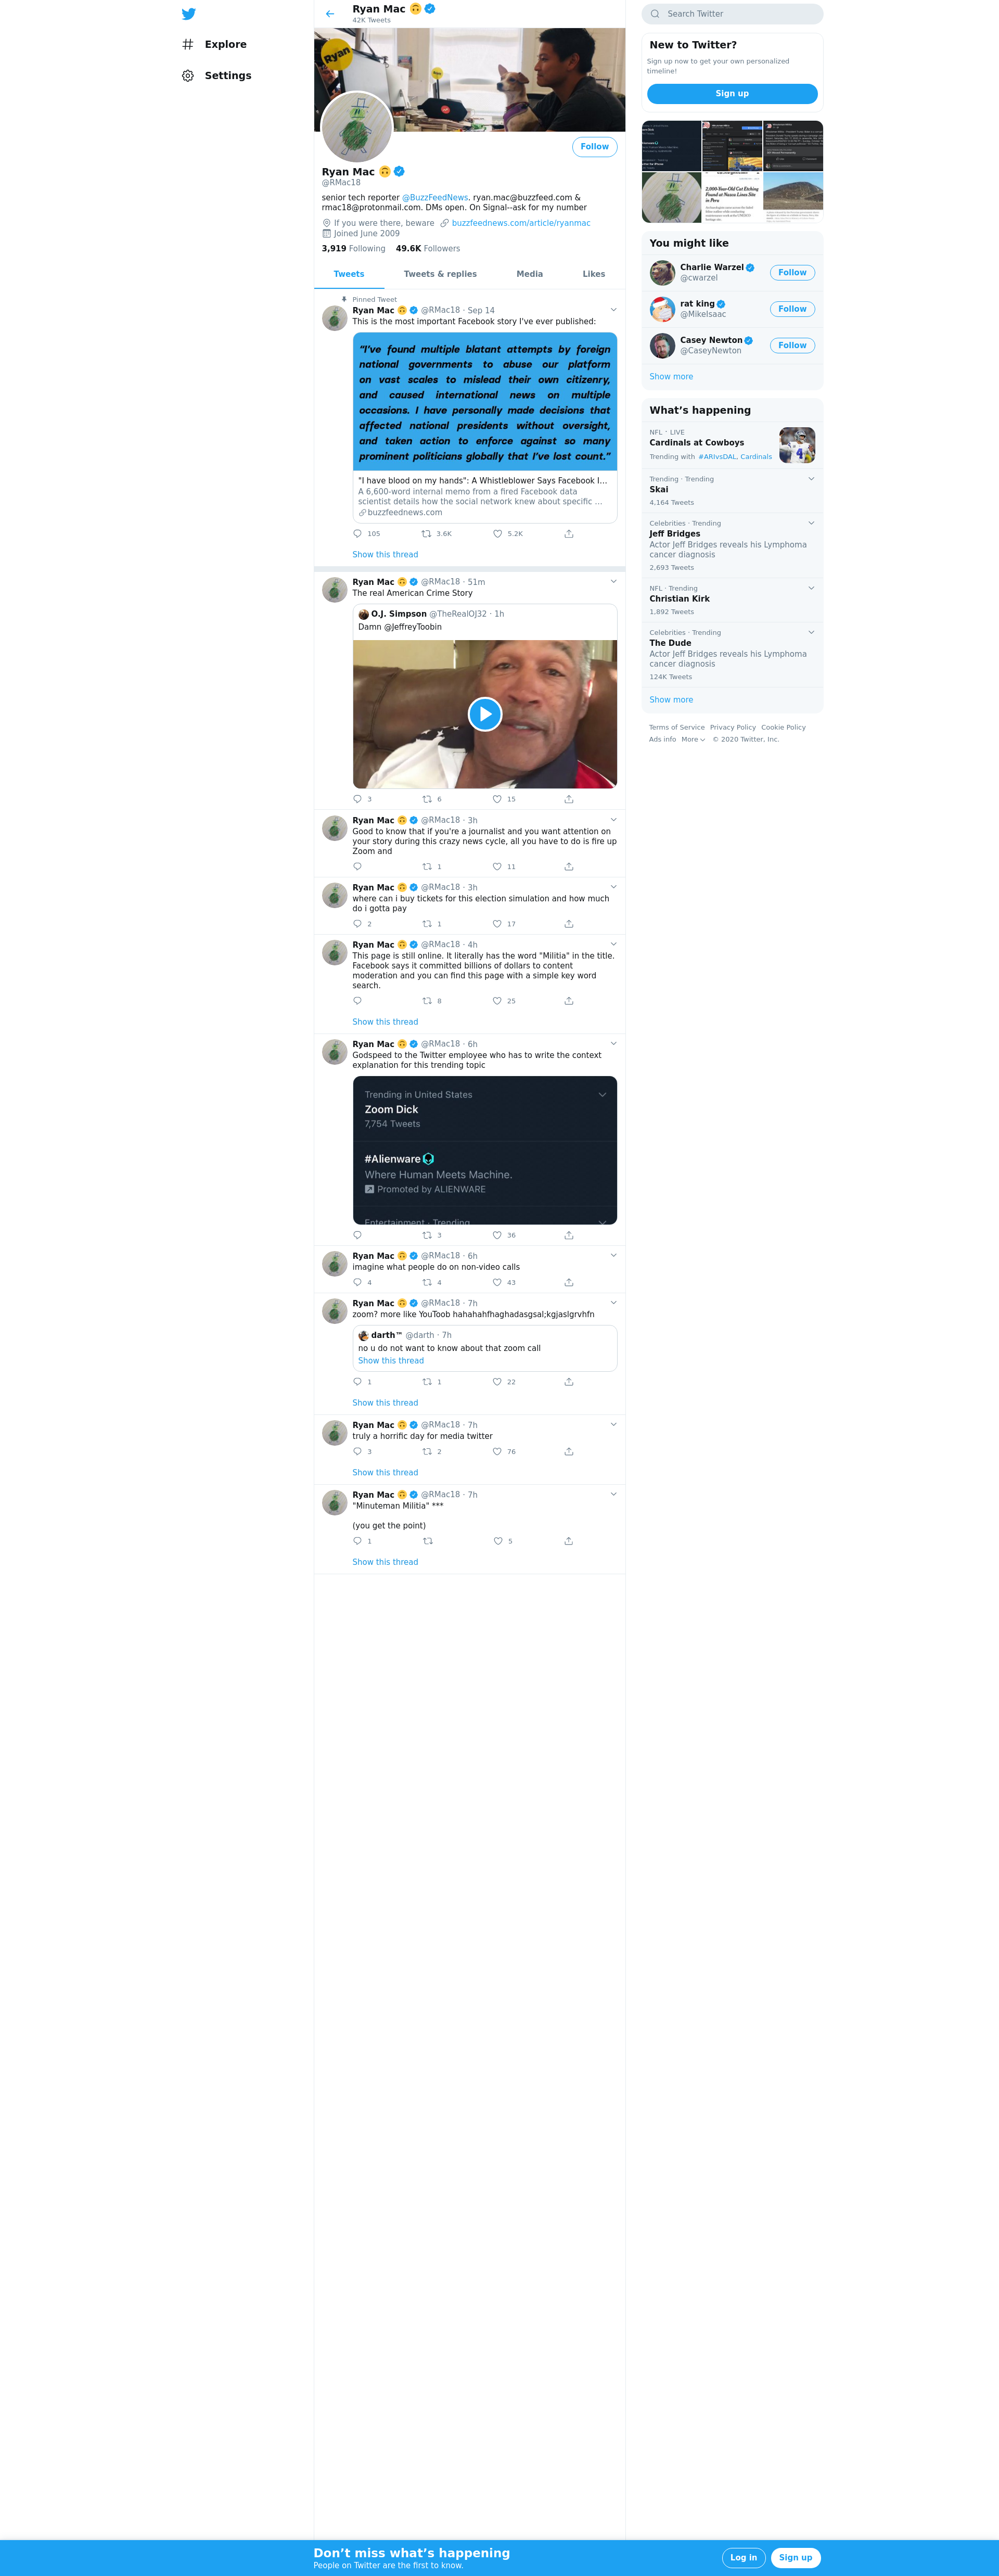 Explore
Settings
Ryan Mac 🙃
42K Tweets
Ryan
Ryan
Follow
Ryan Mac 🙃
@RMac18
senior tech reporter @BuzzFeedNews. ryan.mac@buzzfeed.com &
rmac18@protonmail.com. DMs open. On Signal--ask for my number
If you were there, beware buzzfeednews.com/article/ryanmac
Joined June 2009
3,919 Following 49.6K Followers
Tweets Tweets & replies Media Likes
Pinned Tweet
Ryan Mac 🙃 @RMac18 · Sep 14
This is the most important Facebook story I've ever published:
“I’ve found multiple blatant attempts by foreign
national governments to abuse our platform
on vast scales to mislead their own citizenry,
and caused international news on multiple
occasions. I have personally made decisions that
affected national presidents without oversight,
and taken action to enforce against so many
prominent politicians globally that I’ve lost count.”
"I have blood on my hands": A Whistleblower Says Facebook I...
A 6,600-word internal memo from a fired Facebook data
scientist details how the social network knew about specific ...
buzzfeednews.com
105 3.6K 5.2K
Show this thread
Ryan Mac 🙃 @RMac18 · 51m
The real American Crime Story
O.J. Simpson @TheRealOJ32 · 1h
Damn @JeffreyToobin
3 6 15
Ryan Mac 🙃 @RMac18 · 3h
Good to know that if you're a journalist and you want attention on
your story during this crazy news cycle, all you have to do is fire up
Zoom and
1 11
Ryan Mac 🙃 @RMac18 · 3h
where can i buy tickets for this election simulation and how much
do i gotta pay
2 1 17
Ryan Mac 🙃 @RMac18 · 4h
This page is still online. It literally has the word "Militia" in the title.
Facebook says it committed billions of dollars to content
moderation and you can find this page with a simple key word
search.
8 25
Show this thread
Ryan Mac 🙃 @RMac18 · 6h
Godspeed to the Twitter employee who has to write the context
explanation for this trending topic
Trending in United States
Zoom Dick
7,754 Tweets
#Alienware
Where Human Meets Machine.
Promoted by ALIENWARE
Entertainment · Trending
3 36
Ryan Mac 🙃 @RMac18 · 6h
imagine what people do on non-video calls
4 4 43
Ryan Mac 🙃 @RMac18 · 7h
zoom? more like YouToob hahahahfhaghadasgsal;kgjaslgrvhfn
darth™ @darth · 7h
no u do not want to know about that zoom call
Show this thread
1 1 22
Show this thread
Ryan Mac 🙃 @RMac18 · 7h
truly a horrific day for media twitter
3 2 76
Show this thread
Ryan Mac 🙃 @RMac18 · 7h
"Minuteman Militia" ***
(you get the point)
1 5
Show this thread
Search Twitter
New to Twitter?
Sign up now to get your own personalized
timeline!
Sign up
2,000-Year-Old Cat Etching
Found at Nazca Lines Site
in Peru
You might like
Charlie Warzel
@cwarzel
Follow
rat king
@MikeIsaac
Follow
Casey Newton
@CaseyNewton
Follow
Show more
What’s happening
NFL · LIVE
Cardinals at Cowboys
Trending with #ARIvsDAL, Cardinals
Trending · Trending
Skai
4,164 Tweets
Celebrities · Trending
Jeff Bridges
Actor Jeff Bridges reveals his Lymphoma
cancer diagnosis
2,693 Tweets
NFL · Trending
Christian Kirk
1,892 Tweets
Celebrities · Trending
The Dude
Actor Jeff Bridges reveals his Lymphoma
cancer diagnosis
124K Tweets
Show more
Terms of Service Privacy Policy Cookie Policy
Ads info More © 2020 Twitter, Inc.
Don’t miss what’s happening
People on Twitter are the first to know.
Log in Sign up